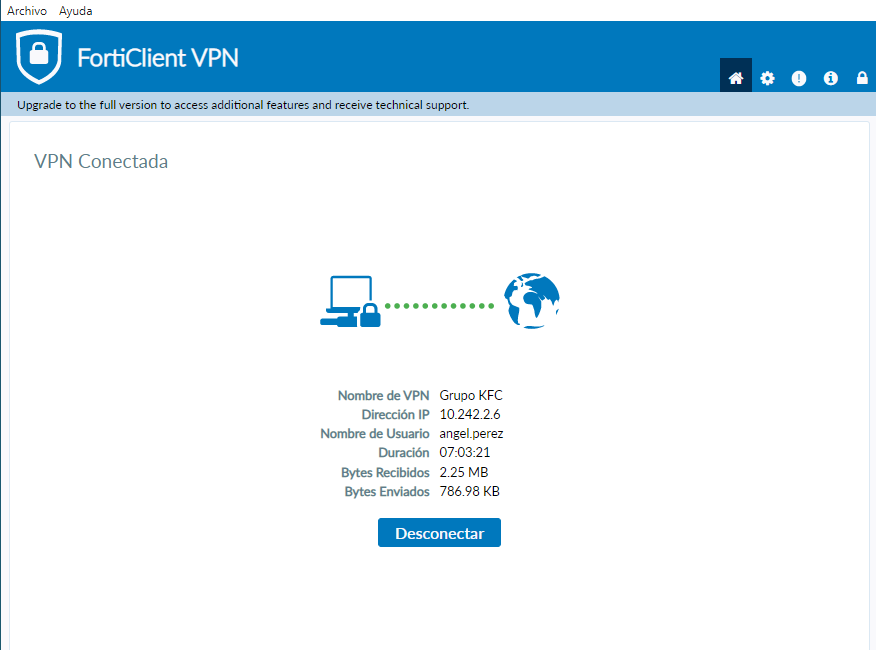 Archivo Ayuda
FortiClient VPN
Upgrade to the full version to access additional features and receive technical support.
VPN Conectada
Nombre de VPN Grupo KFC
Dirección IP 10.242.2.6
Nombre de Usuario angel.perez
Duración 07:03:21
Bytes Recibidos 2.25 MB
Bytes Enviados 786.98 KB
Desconectar